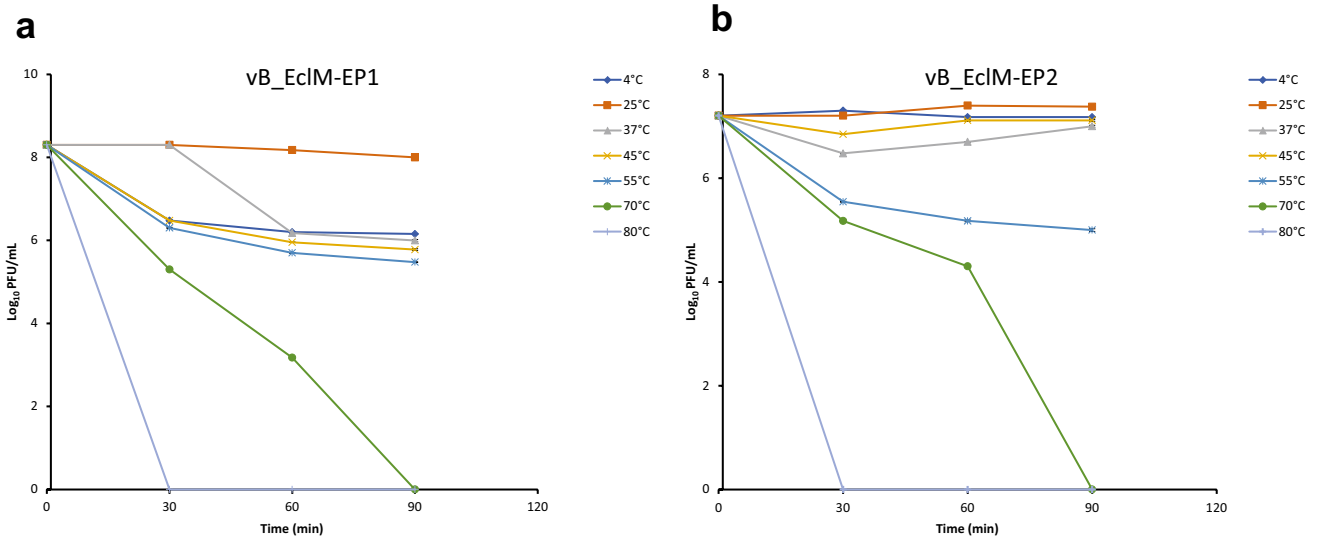 a
vB_EclM-EP1
10
8
6
4
2
0
0
30
60
90
120
Log₁₀ PFU/mL
Time (min)
4°C
25°C
37°C
45°C
55°C
70°C
80°C
b
vB_EclM-EP2
8
6
4
2
0
0
30
60
90
120
Log₁₀ PFU/mL
Time (min)
4°C
25°C
37°C
45°C
55°C
70°C
80°C